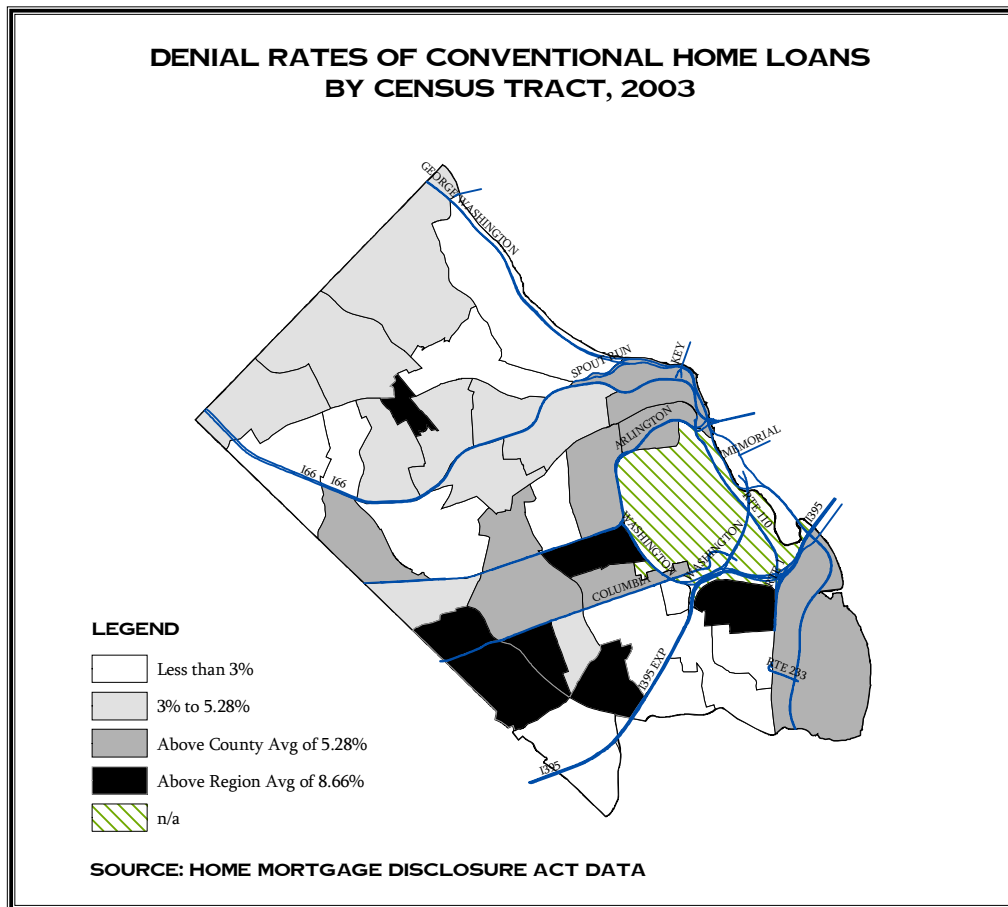 DENIAL RATES OF CONVENTIONAL HOME LOANS
BY CENSUS TRACT, 2003
GEORGE WASHINGTON
SPOUT RUN
KEY
ARLINGTON
MEMORIAL
I66 I66
RTE 110
I395
WASHINGTON
WASHINGTON
COLUMBIA
I395 EXP
RTE 233
I395
LEGEND
Less than 3%
3% to 5.28%
Above County Avg of 5.28%
Above Region Avg of 8.66%
n/a
SOURCE: HOME MORTGAGE DISCLOSURE ACT DATA